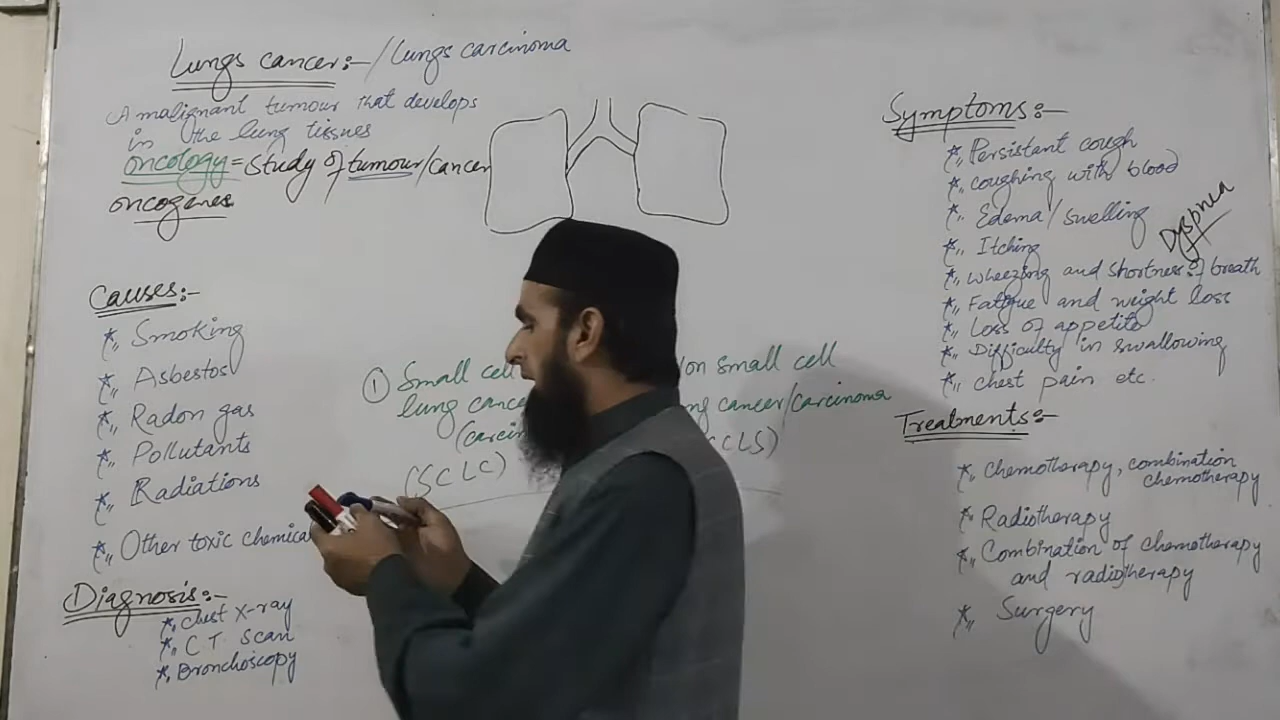 Lungs cancer:- / lungs carcinoma
A malignant tumour that develops
in the lung tissues
oncology = study of tumour/cancer
oncogenes
Causes:-
*,, Smoking
*,, Asbestos
*,, Radon gas
*,, Pollutants
*,, Radiations
*,, Other toxic chemica
Diagnosis:-
*,, Chest X-ray
*,, C T scan
*,, Bronchoscopy
① Small cell
lung cance
(carcin
(SCLC)
on small cell
ng cancer/carcinoma
CCLS)
Symptoms:-
*,, Persistant cough
*,, coughing with blood
*,, Edema/swelling
*,, Itching
Dyspnea
*,, wheezing and shortness of breath
*,, Fatigue and weight loss
*,, Loss of appetite
*,, Difficulty in swallowing
*,, chest pain etc.
Treatments:-
*,, Chemotherapy, combination
chemotherapy
*,, Radiotherapy
*,, Combination of chemotherapy
and radiotherapy
*,, Surgery